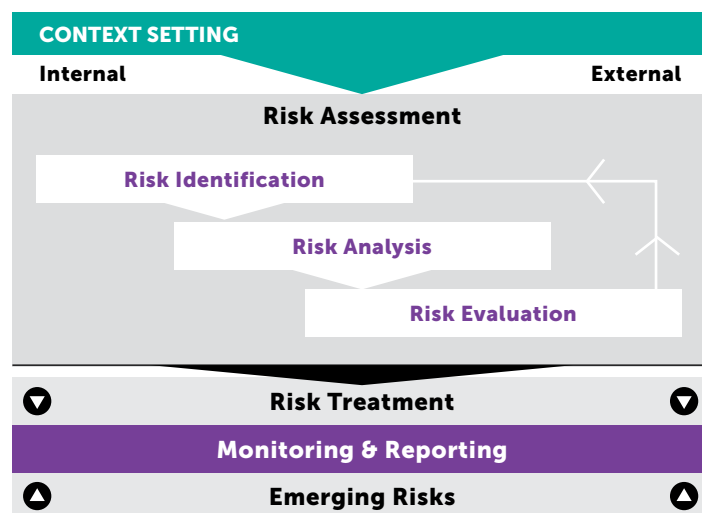 CONTEXT SETTING
Internal
External
Risk Assessment
Risk Identification
Risk Analysis
Risk Evaluation
Risk Treatment
Monitoring & Reporting
Emerging Risks